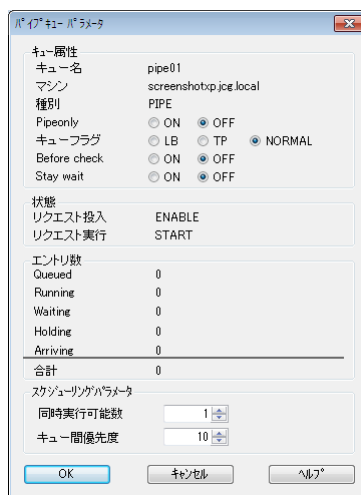 ﾊﾟｲﾌﾟｷｭｰ ﾊﾟﾗﾒｰﾀ
キュー属性
キュー名 pipe01
マシン screenshotxp.jcg.local
種別 PIPE
Pipeonly ON OFF
キューフラグ LB TP NORMAL
Before check ON OFF
Stay wait ON OFF
状態
リクエスト投入 ENABLE
リクエスト実行 START
エントリ数
Queued 0
Running 0
Waiting 0
Holding 0
Arriving 0
合計 0
ｽｹｼﾞｭｰﾘﾝｸﾞﾊﾟﾗﾒｰﾀ
同時実行可能数 1
キュー間優先度 10
OK ｷｬﾝｾﾙ ﾍﾙﾌﾟ